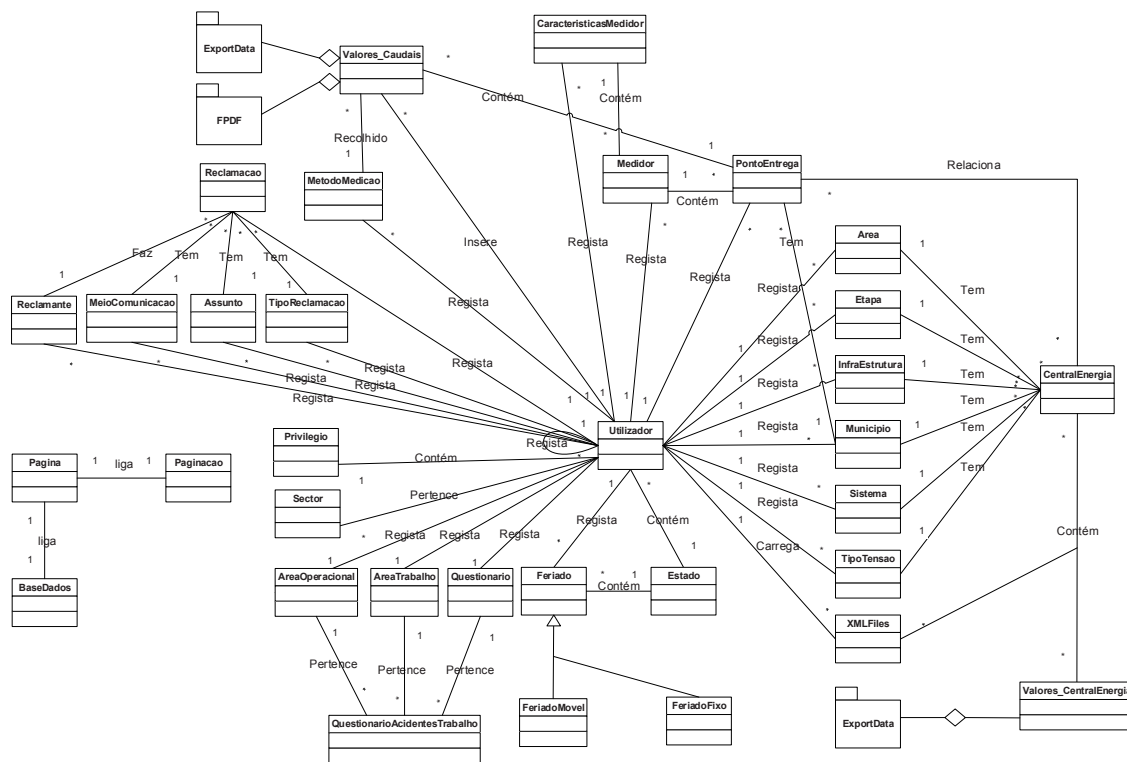 CaracteristicasMedidor
ExportData
Valores_Caudais
FPDF
Contém
Contém
Recolhido
Reclamacao
MetodoMedicao
Medidor
PontoEntrega
Relaciona
Contém
Faz
Tem
Tem
Tem
Insere
Regista
Regista
Tem
Area
Regista
Regista
Tem
Reclamante
MeioComunicacao
Assunto
TipoReclamacao
Regista
Regista
Etapa
Tem
InfraEstrutura
Regista
Regista
Regista
Regista
Tem
CentralEnergia
Tem
Utilizador
Regista
Regista
Municipio
Tem
Privilegio
Contém
Pagina
liga
Paginacao
Tem
Regista
Sector
Pertence
Sistema
Regista
Regista
Regista
Regista
Regista
Contém
Contém
Carrega
liga
TipoTensao
BaseDados
AreaOperacional
AreaTrabalho
Questionario
Feriado
Contém
Estado
XMLFiles
Pertence
Pertence
Pertence
Valores_CentralEnergia
FeriadoMovel
FeriadoFixo
ExportData
QuestionarioAcidentesTrabalho